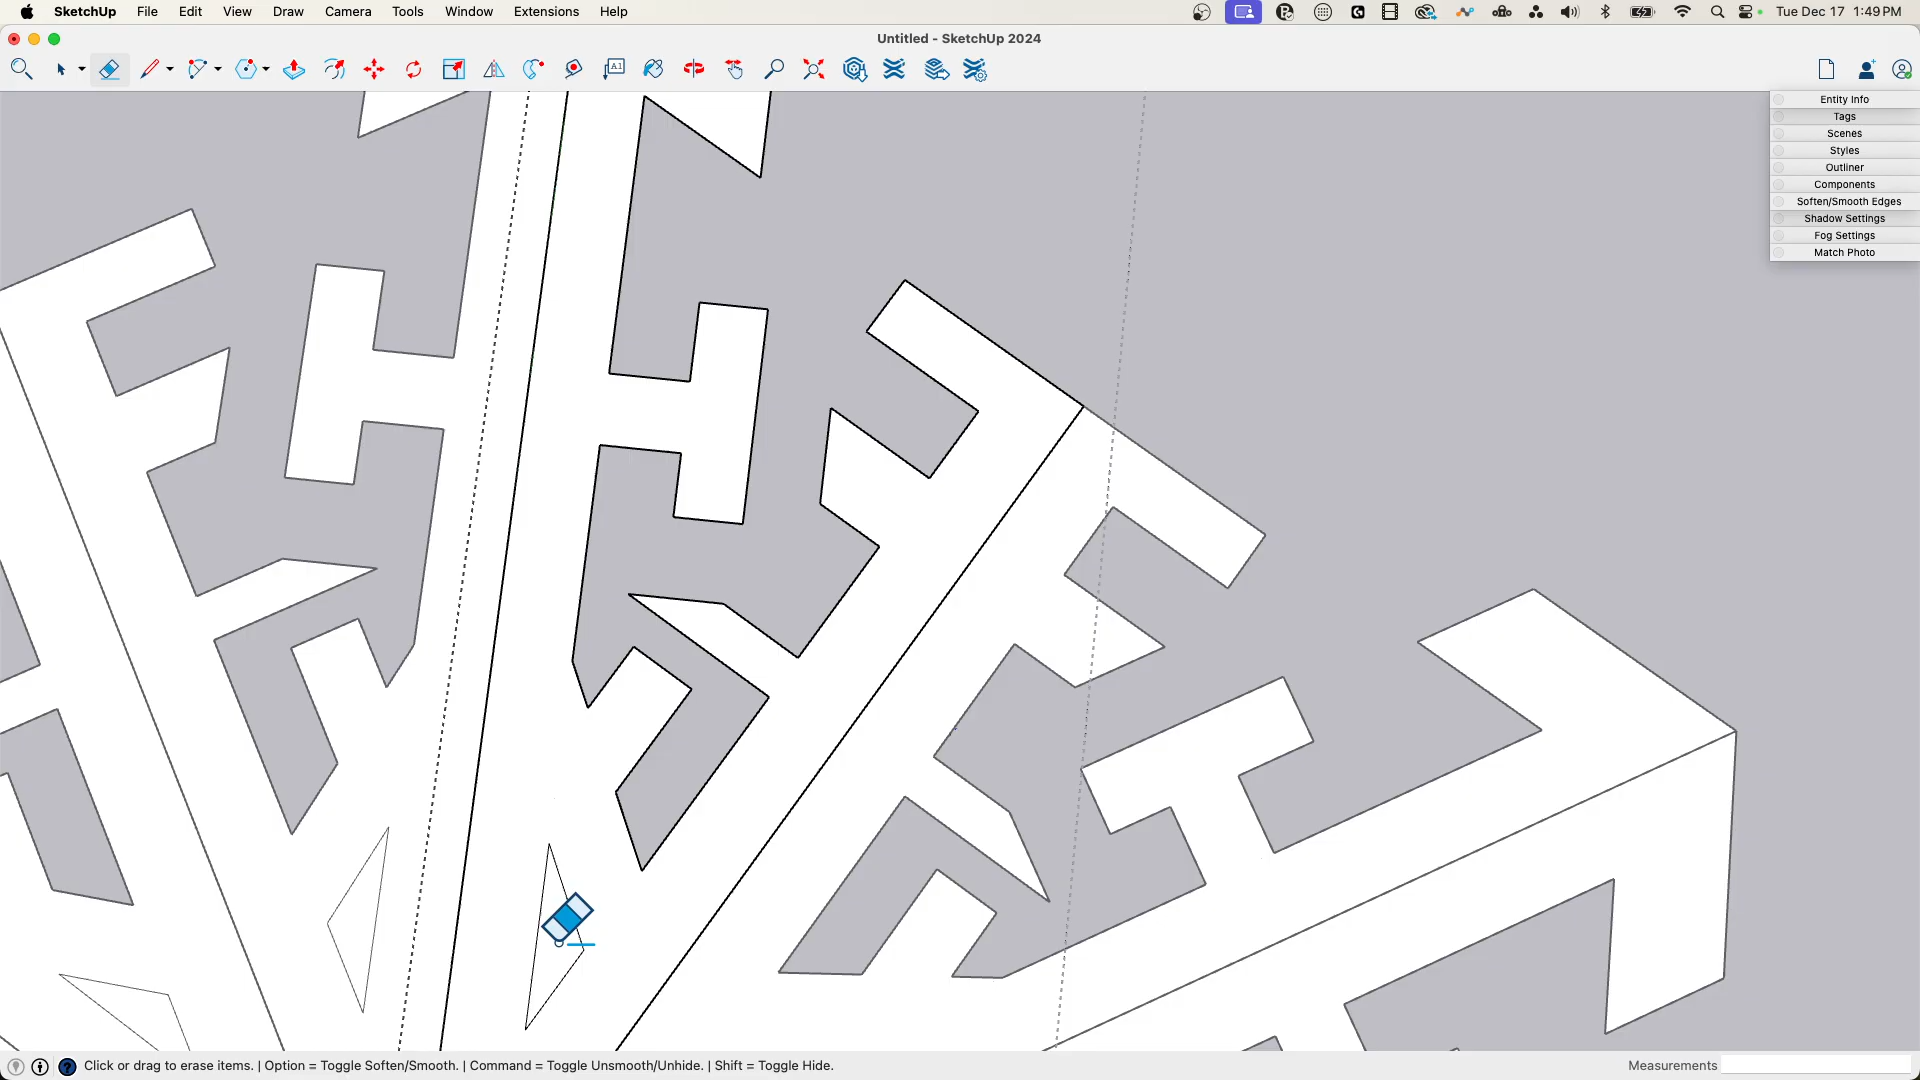 SketchUp File Edit View Draw Camera Tools Window Extensions Help Tue Dec 17 1:49 PM
Untitled - SketchUp 2024
A1
Entity Info
Tags
Scenes
Styles
Outliner
Components
Soften/Smooth Edges
Shadow Settings
Fog Settings
Match Photo
Click or drag to erase items. | Option = Toggle Soften/Smooth. | Command = Toggle Unsmooth/Unhide. | Shift = Toggle Hide. Measurements